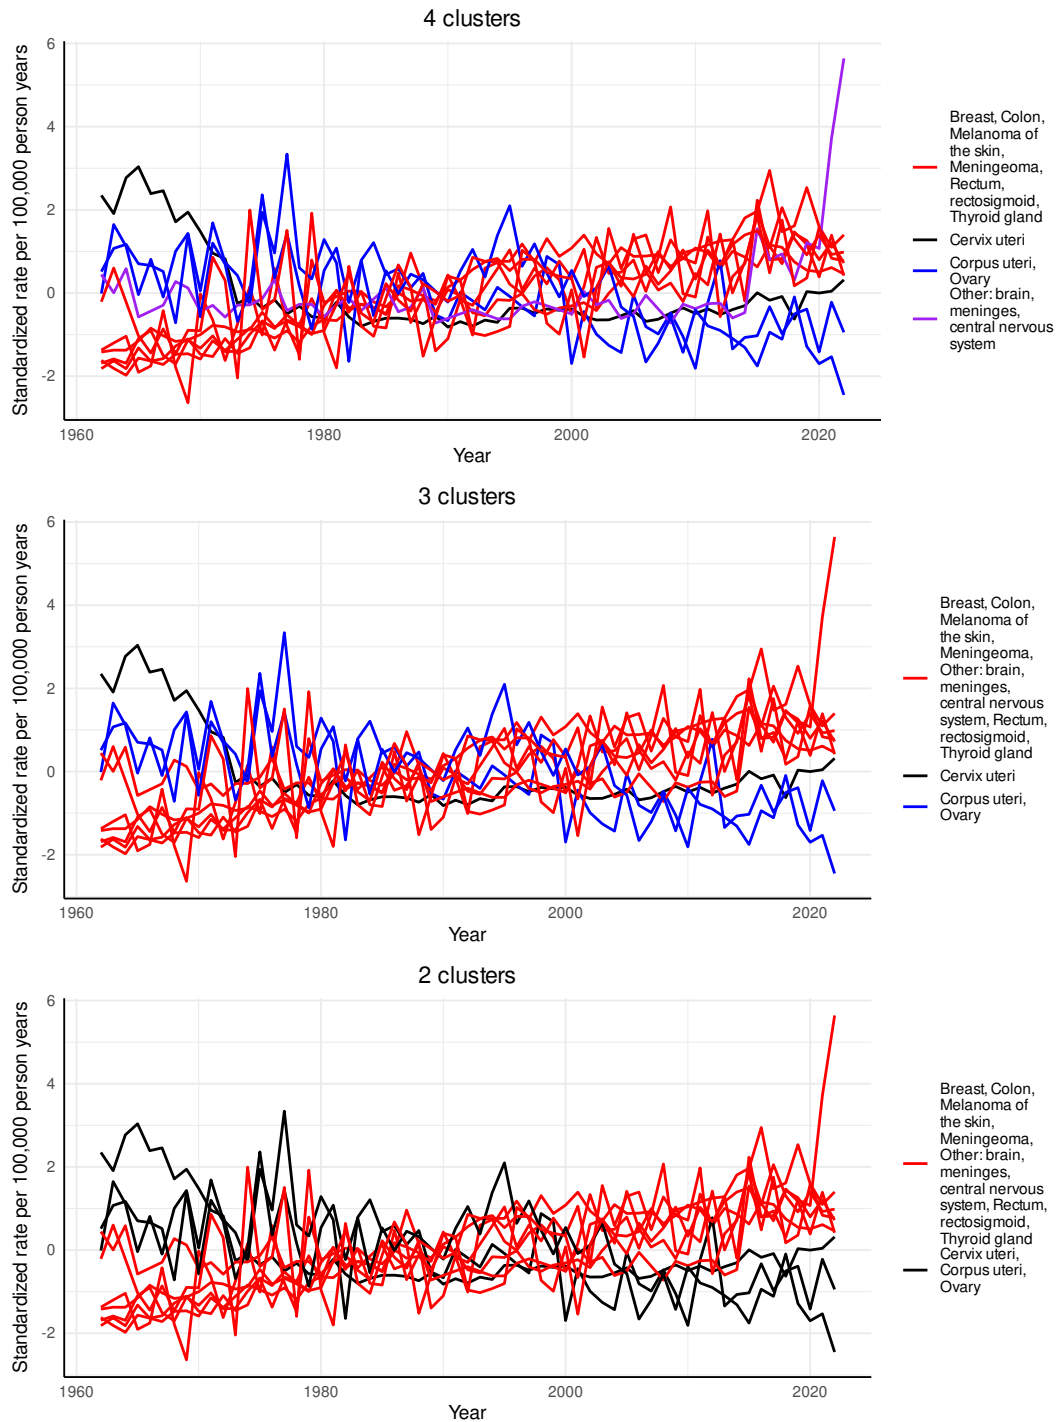 4 clusters
Standardized rate per 100,000 person years
6
4
2
0
-2
1960
1980
2000
2020
Year
Breast, Colon,
Melanoma of
the skin,
Meningeoma,
Rectum,
rectosigmoid,
Thyroid gland
Cervix uteri
Corpus uteri,
Ovary
Other: brain,
meninges,
central nervous
system
3 clusters
Standardized rate per 100,000 person years
6
4
2
0
-2
1960
1980
2000
2020
Year
Breast, Colon,
Melanoma of
the skin,
Meningeoma,
Other: brain,
meninges,
central nervous
system, Rectum,
rectosigmoid,
Thyroid gland
Cervix uteri
Corpus uteri,
Ovary
2 clusters
Standardized rate per 100,000 person years
6
4
2
0
-2
1960
1980
2000
2020
Year
Breast, Colon,
Melanoma of
the skin,
Meningeoma,
Other: brain,
meninges,
central nervous
system, Rectum,
rectosigmoid,
Thyroid gland
Cervix uteri,
Corpus uteri,
Ovary